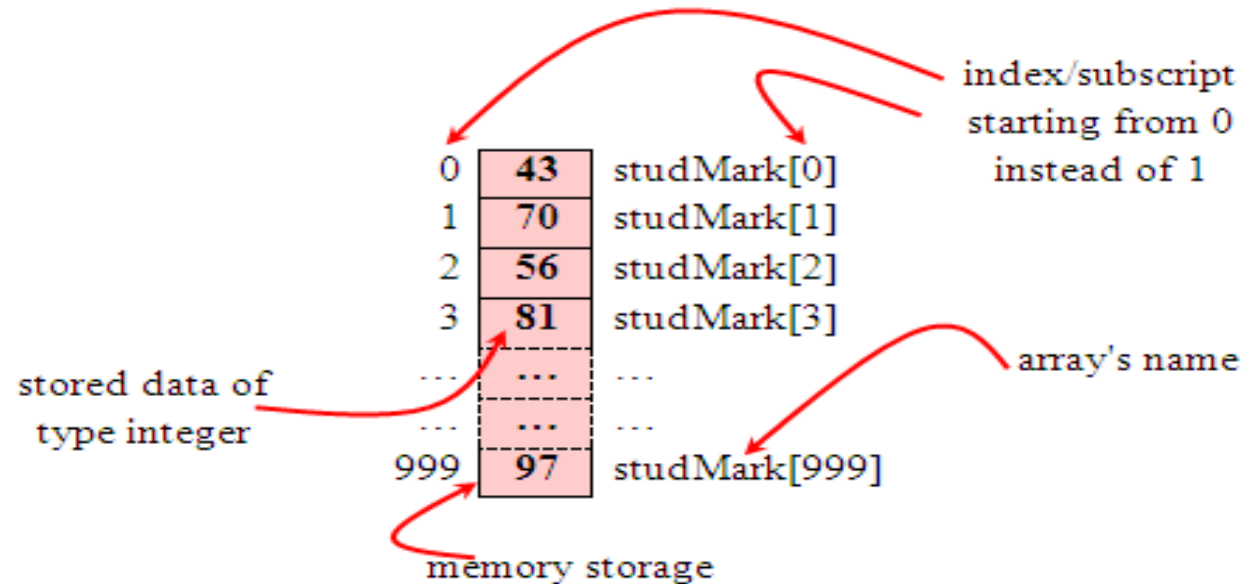 index/subscript
starting from 0
instead of 1
0 43 studMark[0]
1 70 studMark[1]
2 56 studMark[2]
3 81 studMark[3]
array's name
stored data of
type integer
... ... ...
... ... ...
999 97 studMark[999]
memory storage